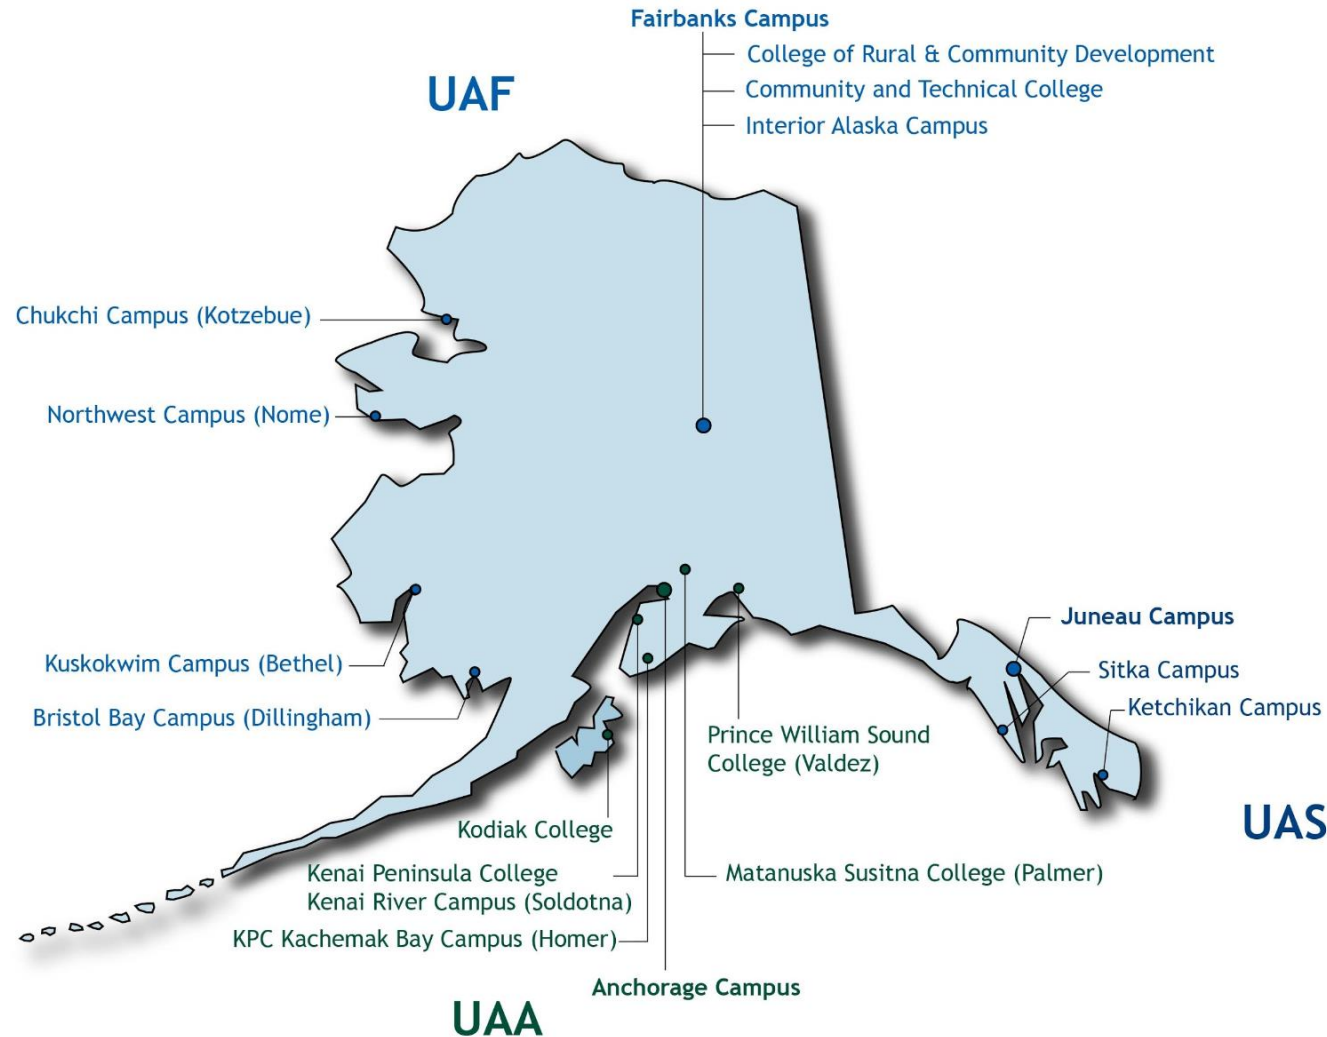 Fairbanks Campus
College of Rural & Community Development
UAF
Community and Technical College
Interior Alaska Campus
Chukchi Campus (Kotzebue)
Northwest Campus (Nome)
Juneau Campus
Kuskokwim Campus (Bethel)
Sitka Campus
Bristol Bay Campus (Dillingham)
Ketchikan Campus
Prince William Sound
College (Valdez)
UAS
Kodiak College
Kenai Peninsula College
Kenai River Campus (Soldotna)
Matanuska Susitna College (Palmer)
KPC Kachemak Bay Campus (Homer)
Anchorage Campus
UAA